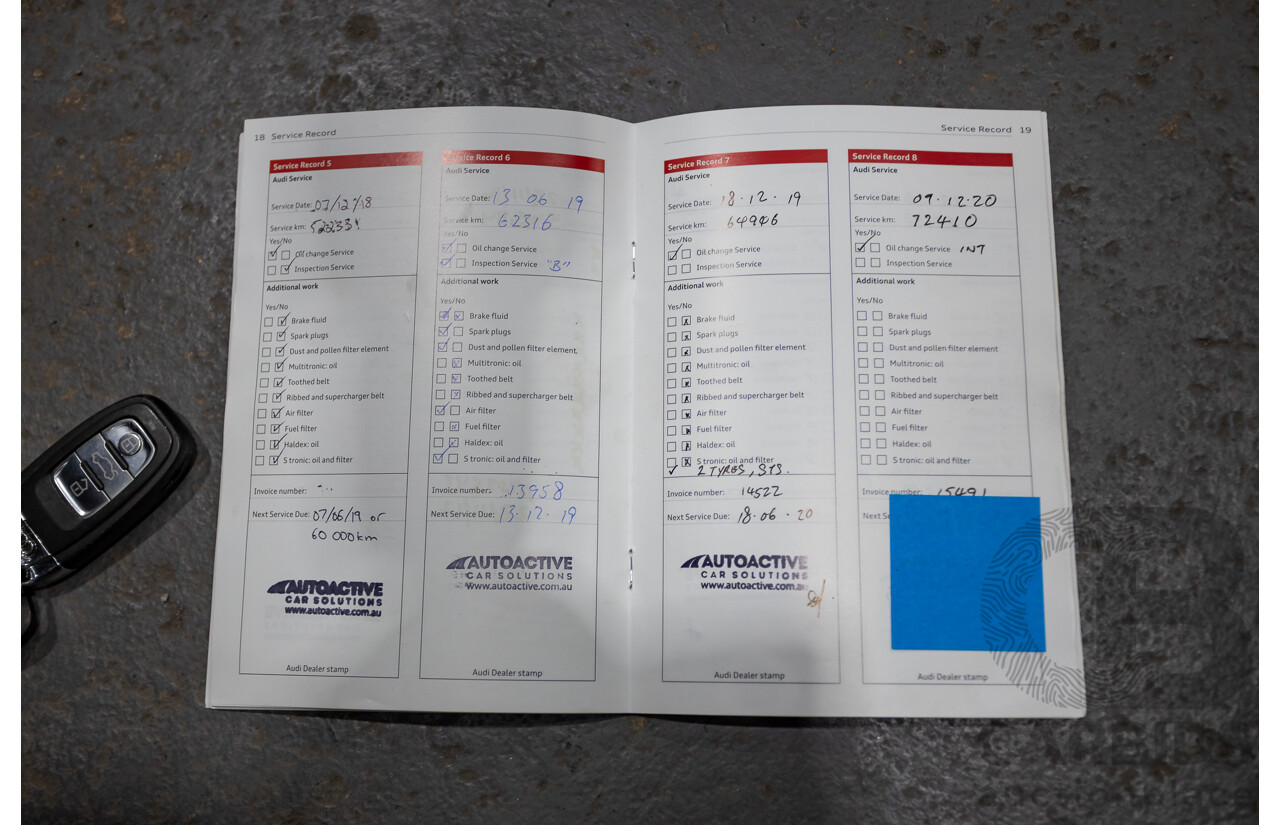 18 Service Record
Service Record 5
Audi Service
Service Date: 07/12/18
Service km:
Yes/No
Oil change Service
Inspection Service
Additional work
Yes/No
Brake fluid
Spark plugs
Dust and pollen filter element
Multitronic: oil
Toothed belt
Ribbed and supercharger belt
Air filter
Fuel filter
Haldex: oil
S tronic: oil and filter
Invoice number:
Next Service Due: 07/06/19 or
60 000km
AUTOACTIVE
CAR SOLUTIONS
www.autoactive.com.au
Audi Dealer stamp
Service Record 6
Audi Service
Service Date: 13 06 19
Service km: 62316
Yes/No
Oil change Service
Inspection Service "B"
Additional work
Yes/No
Brake fluid
Spark plugs
Dust and pollen filter element
Multitronic: oil
Toothed belt
Ribbed and supercharger belt
Air filter
Fuel filter
Haldex: oil
S tronic: oil and filter
Invoice number: 13958
Next Service Due: 13. 12. 19
AUTOACTIVE
CAR SOLUTIONS
www.autoactive.com.au
Audi Dealer stamp
Service Record 19
Service Record 7
Audi Service
Service Date: 18.12.19
Service km:
Yes/No
Oil change Service
Inspection Service
Additional work
Yes/No
Brake fluid
Spark plugs
Dust and pollen filter element
Multitronic: oil
Toothed belt
Ribbed and supercharger belt
Air filter
Fuel filter
Haldex: oil
S tronic: oil and filter
2 TYRES,
Invoice number: 14522
Next Service Due: 18.06.20
AUTOACTIVE
CAR SOLUTIONS
www.autoactive.com.au
Audi Dealer stamp
Service Record 8
Audi Service
Service Date: 09.12.20
Service km: 72410
Yes/No
Oil change Service INT
Inspection Service
Additional work
Yes/No
Brake fluid
Spark plugs
Dust and pollen filter element
Multitronic: oil
Toothed belt
Ribbed and supercharger belt
Air filter
Fuel filter
Haldex: oil
S tronic: oil and filter
Invoice number: 15491
Next
Audi Dealer stamp